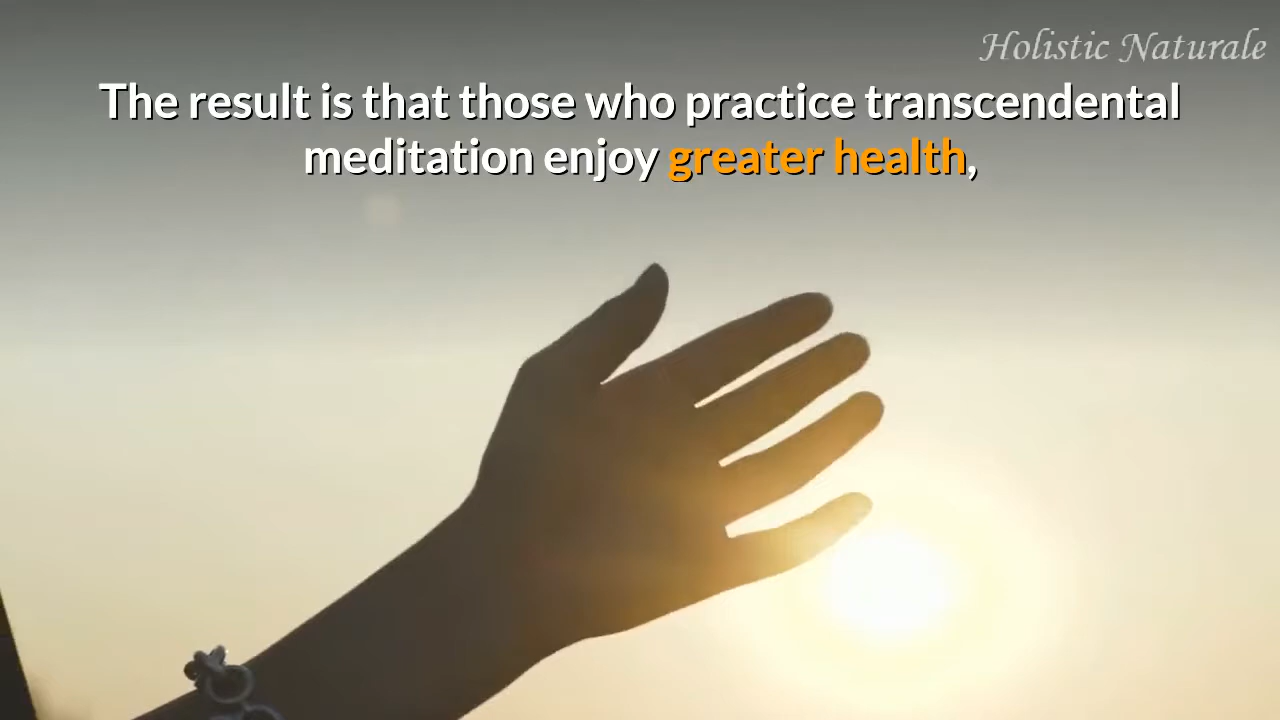 Holistic Naturale
The result is that those who practice transcendental
meditation enjoy greater health,